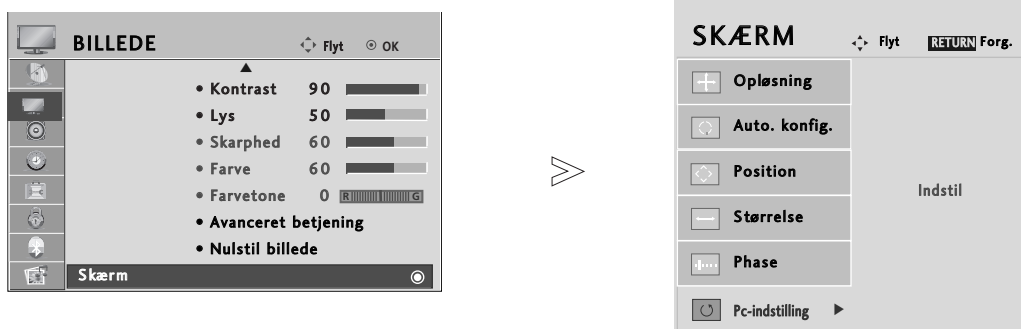 BILLEDE
Flyt
OK
• Kontrast 90
• Lys 50
• Skarphed 60
• Farve 60
• Farvetone 0 R G
• Avanceret betjening
• Nulstil billede
Skærm
SKÆRM
Flyt
RETURN Forg.
Opløsning
Auto. konfig.
Position
Størrelse
Phase
Pc-indstilling
Indstil